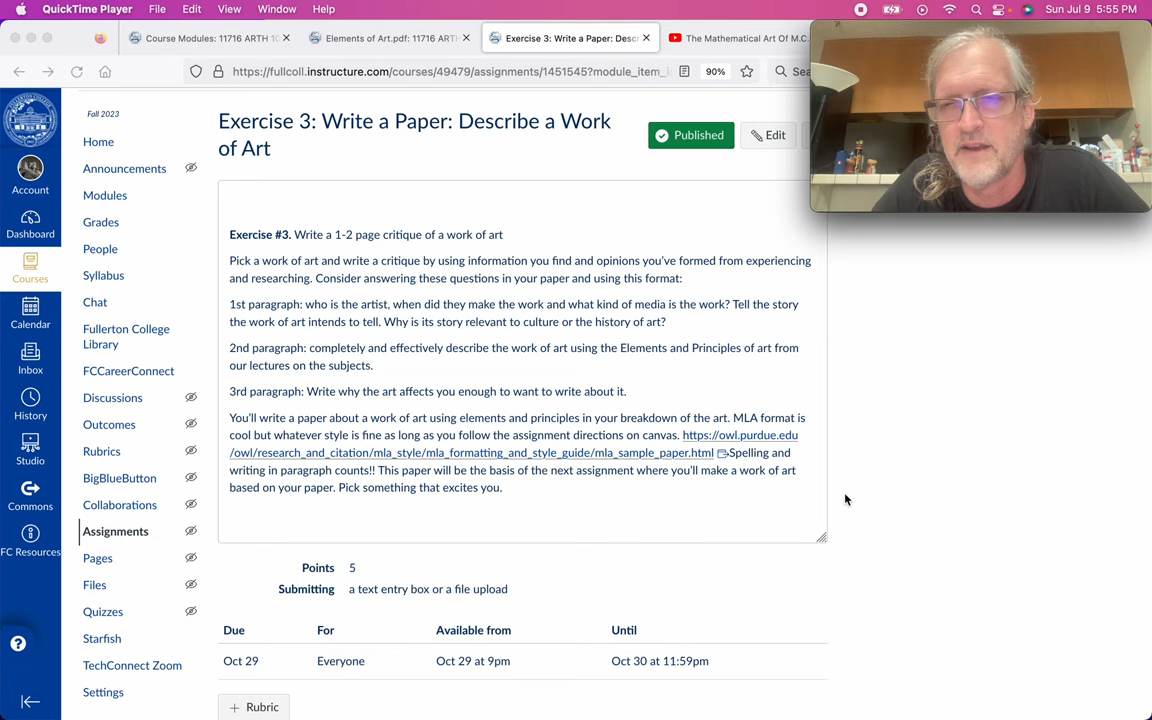 QuickTime Player File Edit View Window Help
Sun Jul 9 5:55 PM
Course Modules: 11716 ARTH 10
Elements of Art.pdf: 11716 ARTH
Exercise 3: Write a Paper: Descr
The Mathematical Art Of M.C.
https://fullcoll.instructure.com/courses/49479/assignments/1451545?module_item_i
90%
Sea
Account
Dashboard
Courses
Calendar
Inbox
History
Studio
Commons
FC Resources
Fall 2023
Home
Announcements
Modules
Grades
People
Syllabus
Chat
Fullerton College
Library
FCCareerConnect
Discussions
Outcomes
Rubrics
BigBlueButton
Collaborations
Assignments
Pages
Files
Quizzes
Starfish
TechConnect Zoom
Settings
Exercise 3: Write a Paper: Describe a Work
of Art
Published
Edit
Exercise #3. Write a 1-2 page critique of a work of art
Pick a work of art and write a critique by using information you find and opinions you've formed from experiencing
and researching. Consider answering these questions in your paper and using this format:
1st paragraph: who is the artist, when did they make the work and what kind of media is the work? Tell the story
the work of art intends to tell. Why is its story relevant to culture or the history of art?
2nd paragraph: completely and effectively describe the work of art using the Elements and Principles of art from
our lectures on the subjects.
3rd paragraph: Write why the art affects you enough to want to write about it.
You'll write a paper about a work of art using elements and principles in your breakdown of the art. MLA format is
cool but whatever style is fine as long as you follow the assignment directions on canvas. https://owl.purdue.edu
/owl/research_and_citation/mla_style/mla_formatting_and_style_guide/mla_sample_paper.html Spelling and
writing in paragraph counts!! This paper will be the basis of the next assignment where you'll make a work of art
based on your paper. Pick something that excites you.
Points 5
Submitting a text entry box or a file upload
Due For Available from Until
Oct 29 Everyone Oct 29 at 9pm Oct 30 at 11:59pm
+ Rubric